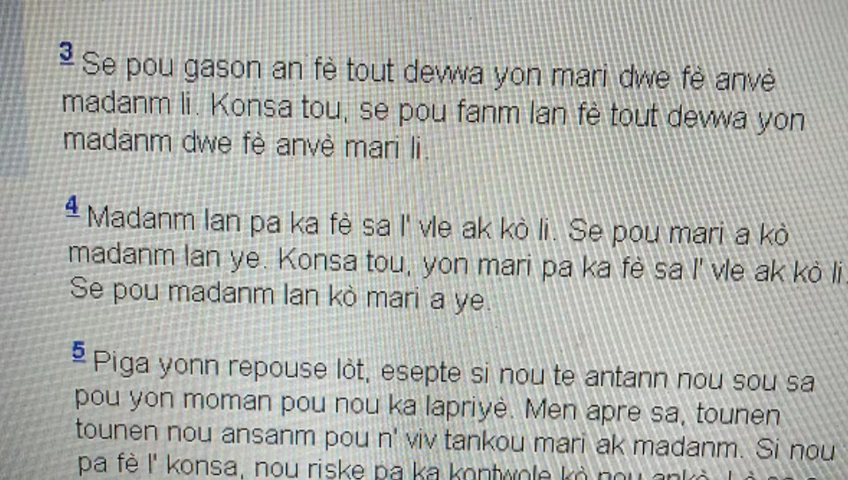 3 Se pou gason an fè tout devwa yon mari dwe fè anvè
madanm li. Konsa tou, se pou fanm lan fè tout devwa yon
madanm dwe fè anvè mari li.
4 Madanm lan pa ka fè sa l' vle ak kò li. Se pou mari a kò
madanm lan ye. Konsa tou, yon mari pa ka fè sa l' vle ak kò li.
Se pou madanm lan kò mari a ye.
5 Piga yonn repouse lòt, esepte si nou te antann nou sou sa
pou yon moman pou nou ka lapriyè. Men apre sa, tounen
tounen nou ansanm pou n' viv tankou mari ak madanm. Si nou
pa fè l' konsa, nou riske pa ka kontwole kò nou ankò.